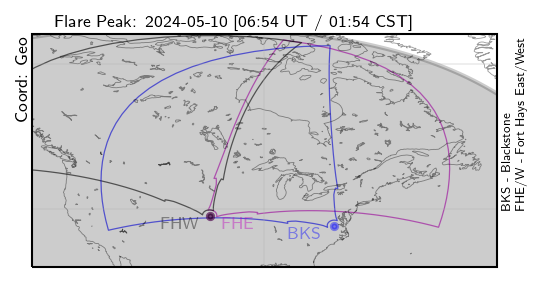 Flare Peak: 2024-05-10 [06:54 UT / 01:54 CST]
Coord: Geo
BKS - Blackstone
FHE/W - Fort Hays East/West
FHW
FHE
BKS